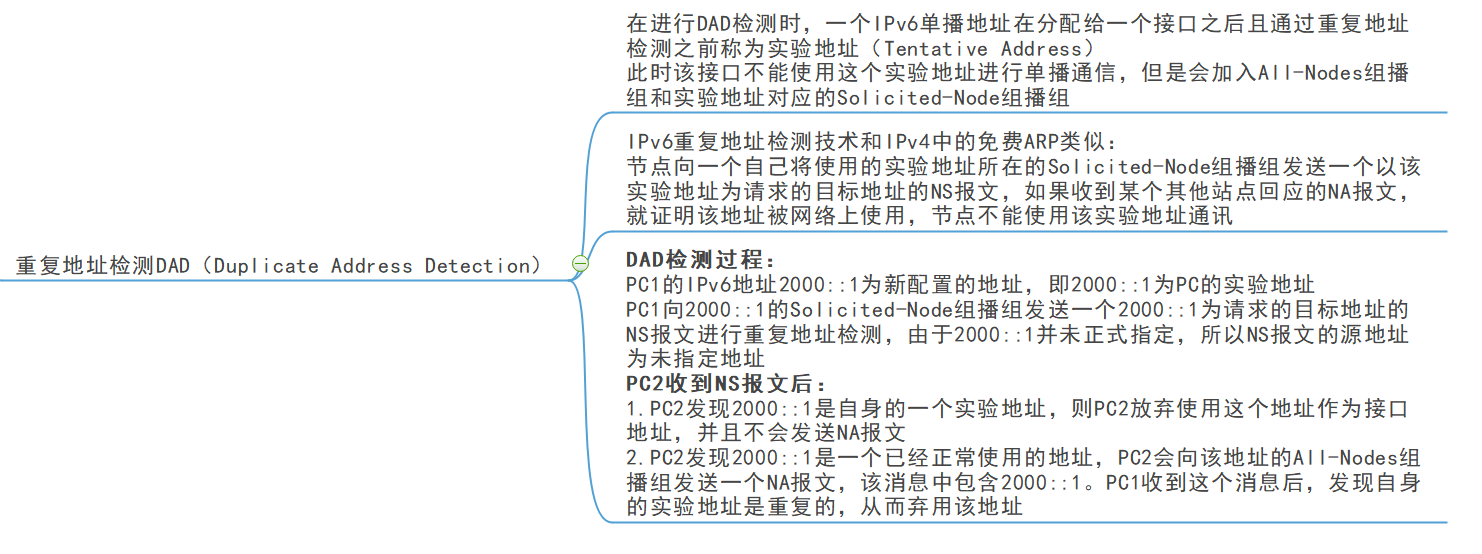 在进行DAD检测时，一个IPv6单播地址在分配给一个接口之后且通过重复地址
检测之前称为实验地址（Tentative Address）
此时该接口不能使用这个实验地址进行单播通信，但是会加入All-Nodes组播
组和实验地址对应的Solicited-Node组播组
IPv6重复地址检测技术和IPv4中的免费ARP类似：
节点向一个自己将使用的实验地址所在的Solicited-Node组播组发送一个以该
实验地址为请求的目标地址的NS报文，如果收到某个其他站点回应的NA报文，
就证明该地址被网络上使用，节点不能使用该实验地址通讯
重复地址检测DAD（Duplicate Address Detection）
DAD检测过程：
PC1的IPv6地址2000::1为新配置的地址，即2000::1为PC的实验地址
PC1向2000::1的Solicited-Node组播组发送一个2000::1为请求的目标地址的
NS报文进行重复地址检测，由于2000::1并未正式指定，所以NS报文的源地址
为未指定地址
PC2收到NS报文后：
1.PC2发现2000::1是自身的一个实验地址，则PC2放弃使用这个地址作为接口
地址，并且不会发送NA报文
2.PC2发现2000::1是一个已经正常使用的地址，PC2会向该地址的All-Nodes组
播组发送一个NA报文，该消息中包含2000::1。PC1收到这个消息后，发现自身
的实验地址是重复的，从而弃用该地址